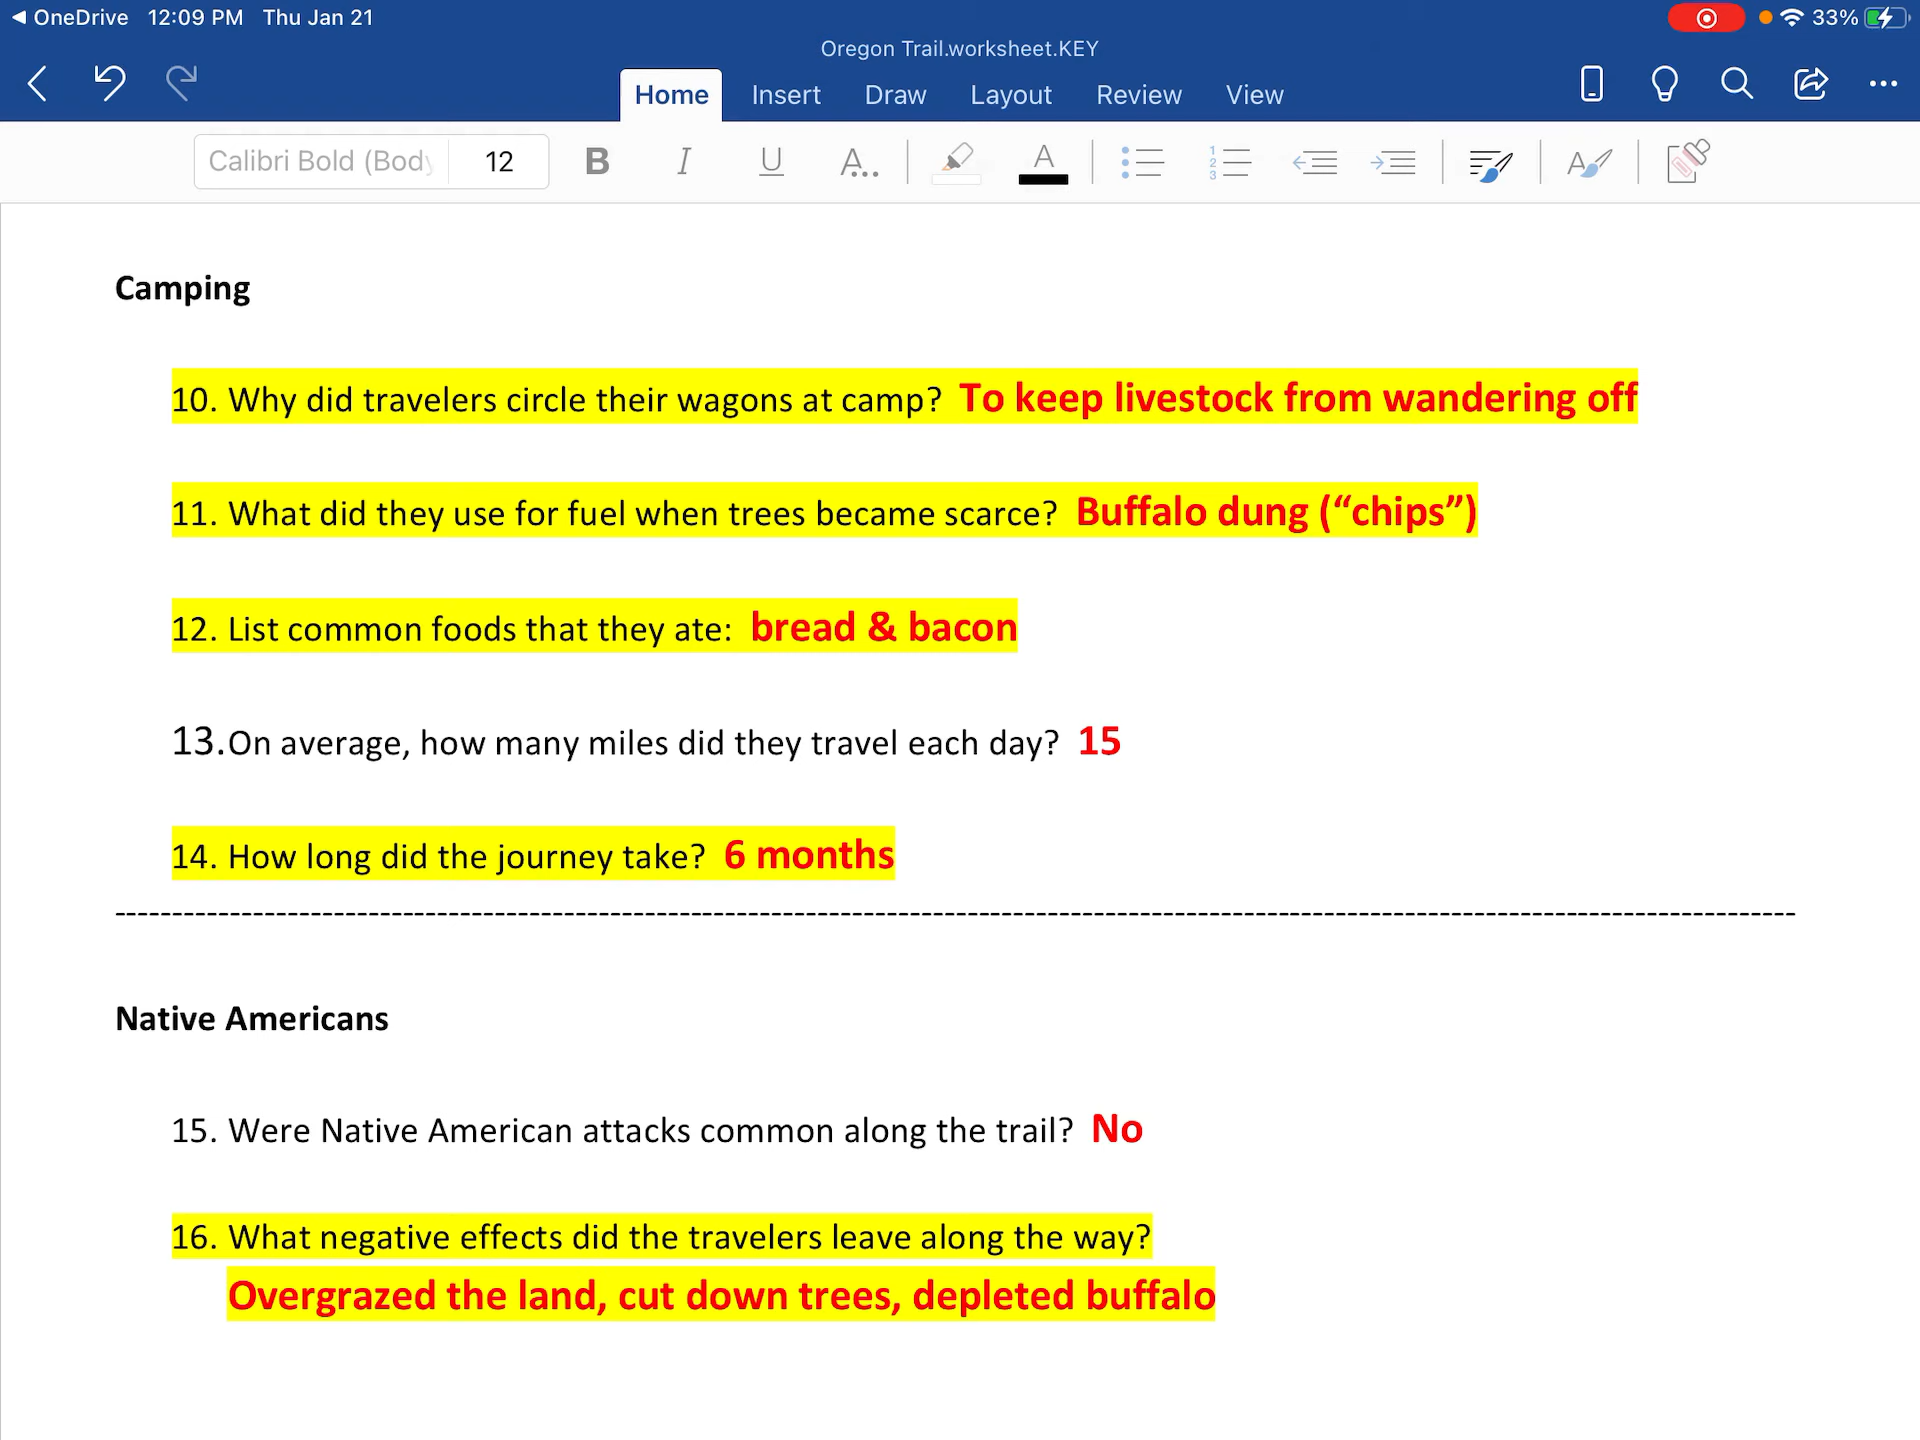 OneDrive 12:09 PM Thu Jan 21 33%
Oregon Trail.worksheet.KEY
Home Insert Draw Layout Review View
Calibri Bold (Body 12 B I U A... A
Camping
10. Why did travelers circle their wagons at camp? To keep livestock from wandering off
11. What did they use for fuel when trees became scarce? Buffalo dung (“chips”)
12. List common foods that they ate: bread & bacon
13.On average, how many miles did they travel each day? 15
14. How long did the journey take? 6 months
Native Americans
15. Were Native American attacks common along the trail? No
16. What negative effects did the travelers leave along the way?
Overgrazed the land, cut down trees, depleted buffalo